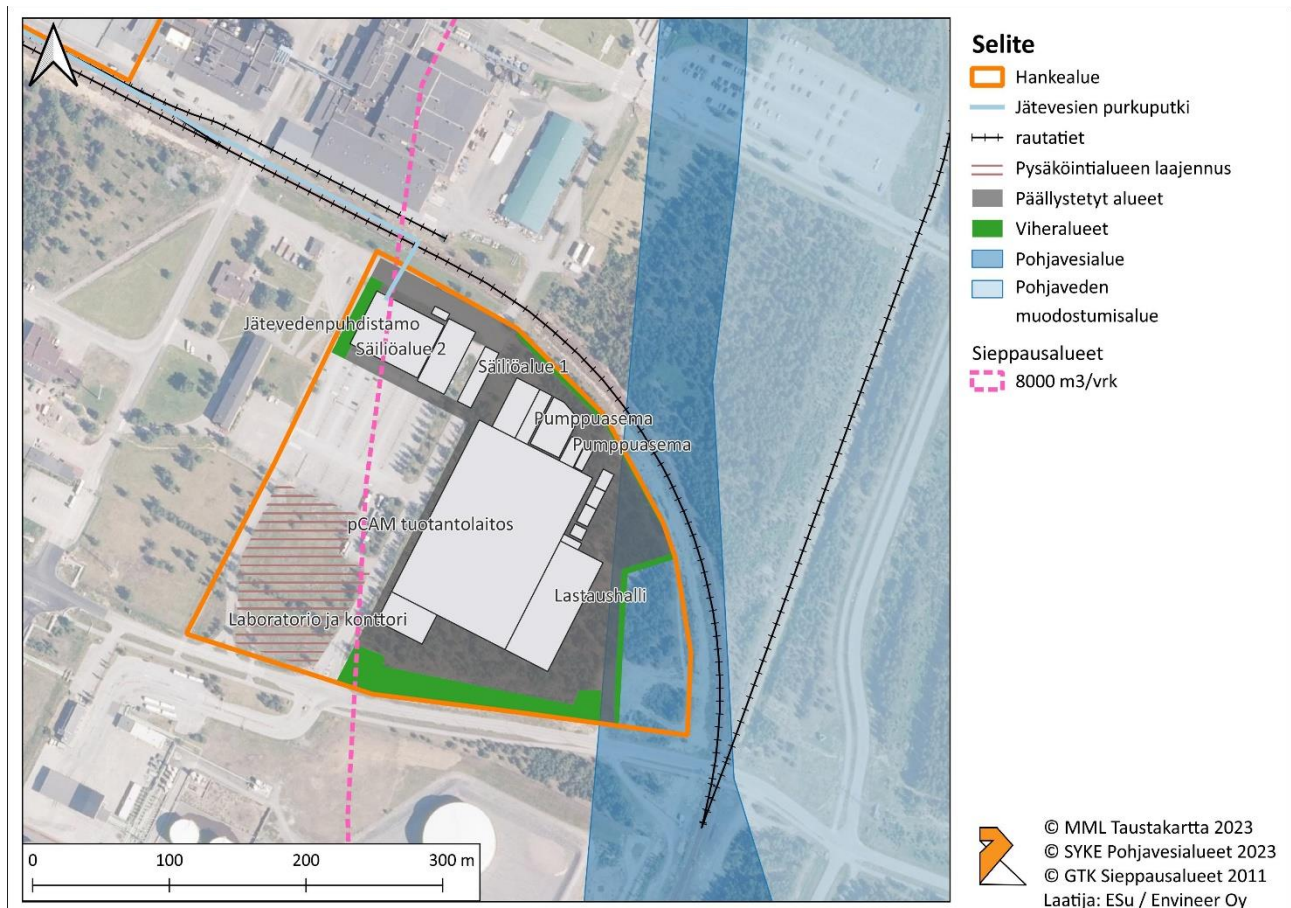 Selite
Hankealue
Jätevesien purkuputki
rautatiet
Pysäköintialueen laajennus
Päällystetyt alueet
Viheralueet
Pohjavesialue
Pohjaveden
muodostumisalue
Sieppausalueet
8000 m3/vrk
Jätevedenpuhdistamo
Säiliöalue 2
Säiliöalue 1
Pumppuasema
Pumppuasema
pCAM tuotantolaitos
Lastaushalli
Laboratorio ja konttori
0 100 200 300 m
© MML Taustakartta 2023
© SYKE Pohjavesialueet 2023
© GTK Sieppausalueet 2011
Laatija: ESu / Envineer Oy